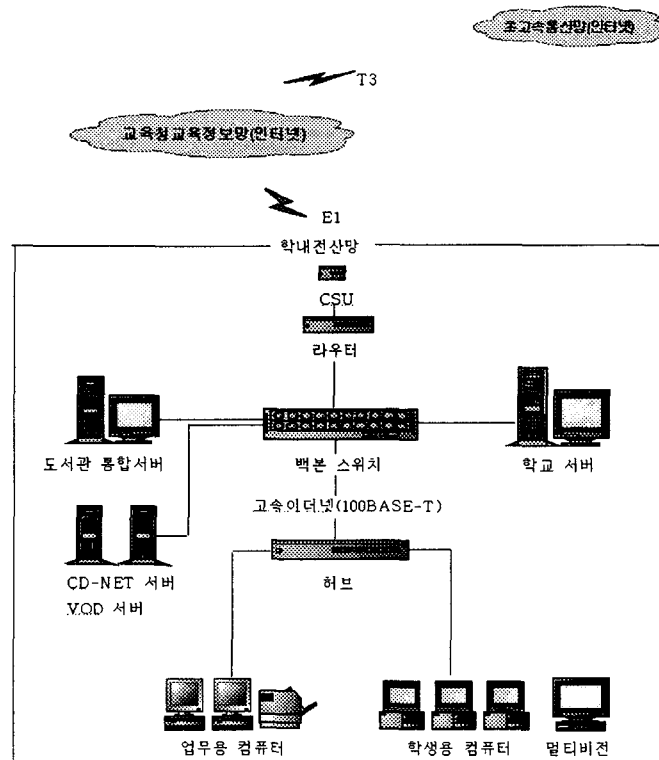 초고속통신망(인터넷)
T3
교육청교육정보망(인터넷)
E1
학내전산망
CSU
라우터
도서관 통합서버
백본 스위치
학교 서버
고속이더넷(100BASE-T)
CD-NET 서버
VOD 서버
허브
업무용 컴퓨터
학생용 컴퓨터
멀티비전